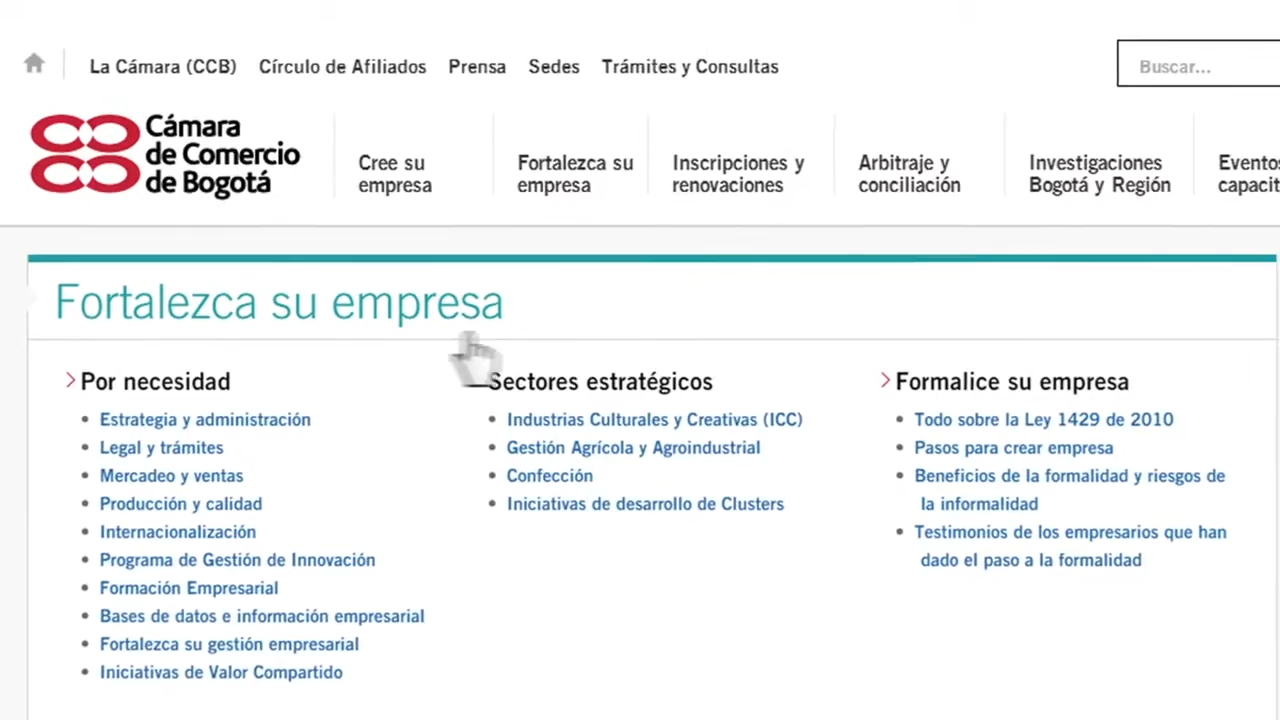 La Cámara (CCB) Círculo de Afiliados Prensa Sedes Trámites y Consultas
Buscar...
Cámara
de Comercio
de Bogotá
Cree su
empresa
Fortalezca su
empresa
Inscripciones y
renovaciones
Arbitraje y
conciliación
Investigaciones
Bogotá y Región
Eventos
capacit
Fortalezca su empresa
Por necesidad
Estrategia y administración
Legal y trámites
Mercadeo y ventas
Producción y calidad
Internacionalización
Programa de Gestión de Innovación
Formación Empresarial
Bases de datos e información empresarial
Fortalezca su gestión empresarial
Iniciativas de Valor Compartido
Sectores estratégicos
Industrias Culturales y Creativas (ICC)
Gestión Agrícola y Agroindustrial
Confección
Iniciativas de desarrollo de Clusters
Formalice su empresa
Todo sobre la Ley 1429 de 2010
Pasos para crear empresa
Beneficios de la formalidad y riesgos de
la informalidad
Testimonios de los empresarios que han
dado el paso a la formalidad